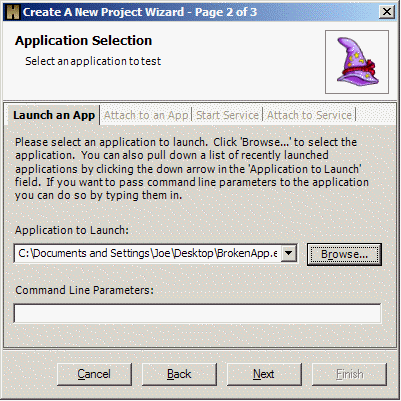 Create A New Project Wizard - Page 2 of 3
Application Selection
Select an application to test
Launch an App Attach to an App Start Service Attach to Service
Please select an application to launch. Click 'Browse...' to select the
application. You can also pull down a list of recently launched
applications by clicking the down arrow in the 'Application to Launch'
field. If you want to pass command line parameters to the application
you can do so by typing them in.
Application to Launch:
C:\Documents and Settings\Joe\Desktop\BrokenApp.e Browse...
Command Line Parameters:
Cancel Back Next Finish